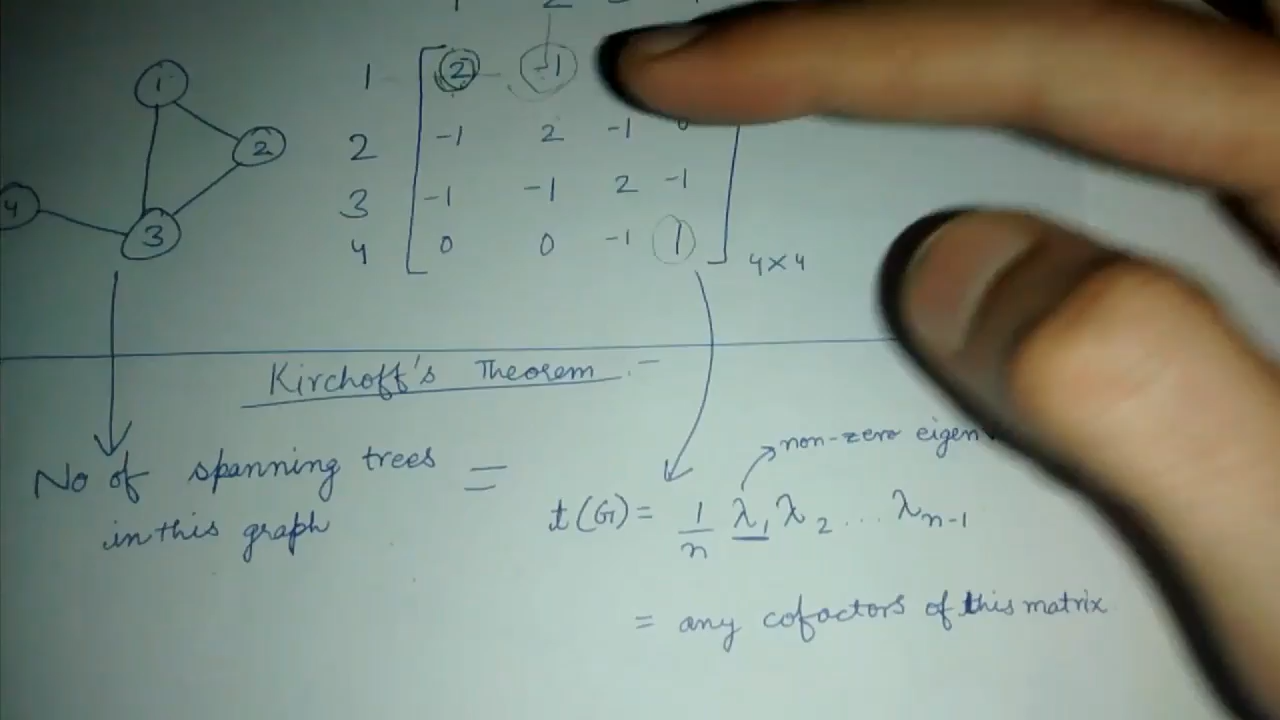 1 2 -1
2 -1 2 -1 0
3 -1 -1 2 -1
4 0 0 -1 1
4×4
1
2
3
4
Kirchoff's Theorem :-
No of spanning trees =
in this graph
non-zero eigen
t(G) = 1/n λ1 λ2 ... λn-1
= any cofactors of this matrix